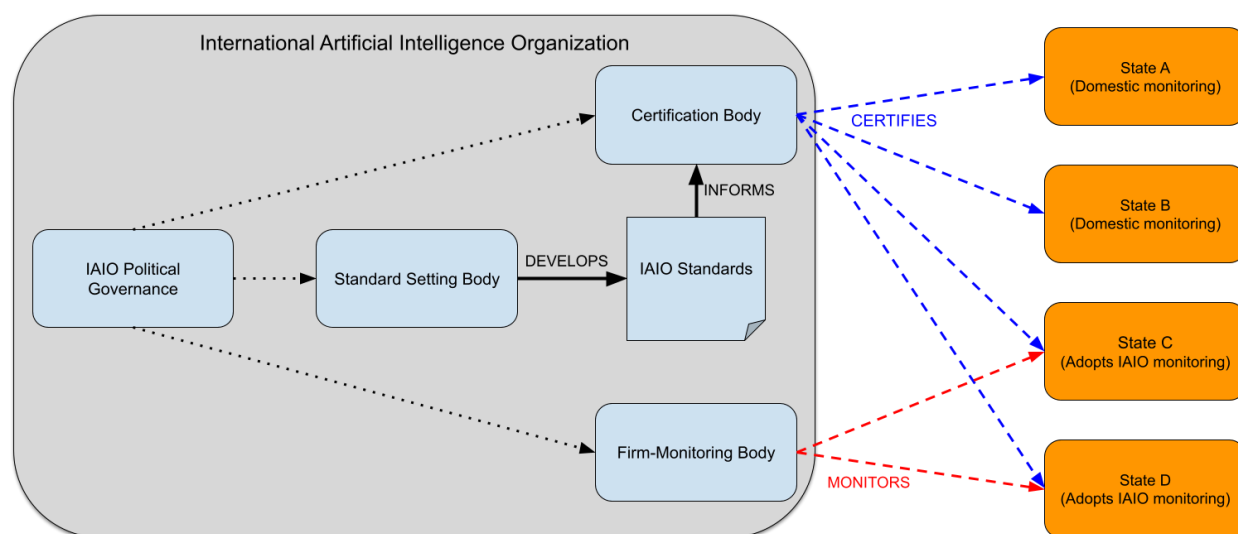 International Artificial Intelligence Organization
Certification Body
State A
(Domestic monitoring)
CERTIFIES
INFORMS
State B
(Domestic monitoring)
IAIO Political
Governance
Standard Setting Body
DEVELOPS
IAIO Standards
State C
(Adopts IAIO monitoring)
Firm-Monitoring Body
MONITORS
State D
(Adopts IAIO monitoring)